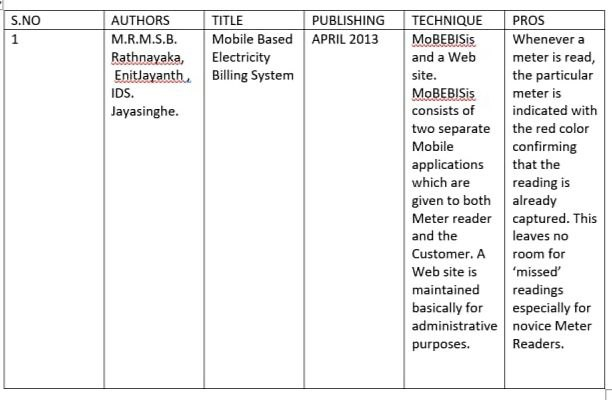 S.NO
AUTHORS
TITLE
PUBLISHING
TECHNIQUE
PROS
1
M.R.M.S.B.
Rathnayaka,
EnitJayanth ,
IDS.
Jayasinghe.
Mobile Based
Electricity
Billing System
APRIL 2013
MoBEBISis
and a Web
site.
MoBEBISis
consists of
two separate
Mobile
applications
which are
given to both
Meter reader
and the
Customer. A
Web site is
maintained
basically for
administrative
purposes.
Whenever a
meter is read,
the particular
meter is
indicated with
the red color
confirming
that the
reading is
already
captured. This
leaves no
room for
‘missed’
readings
especially for
novice Meter
Readers.